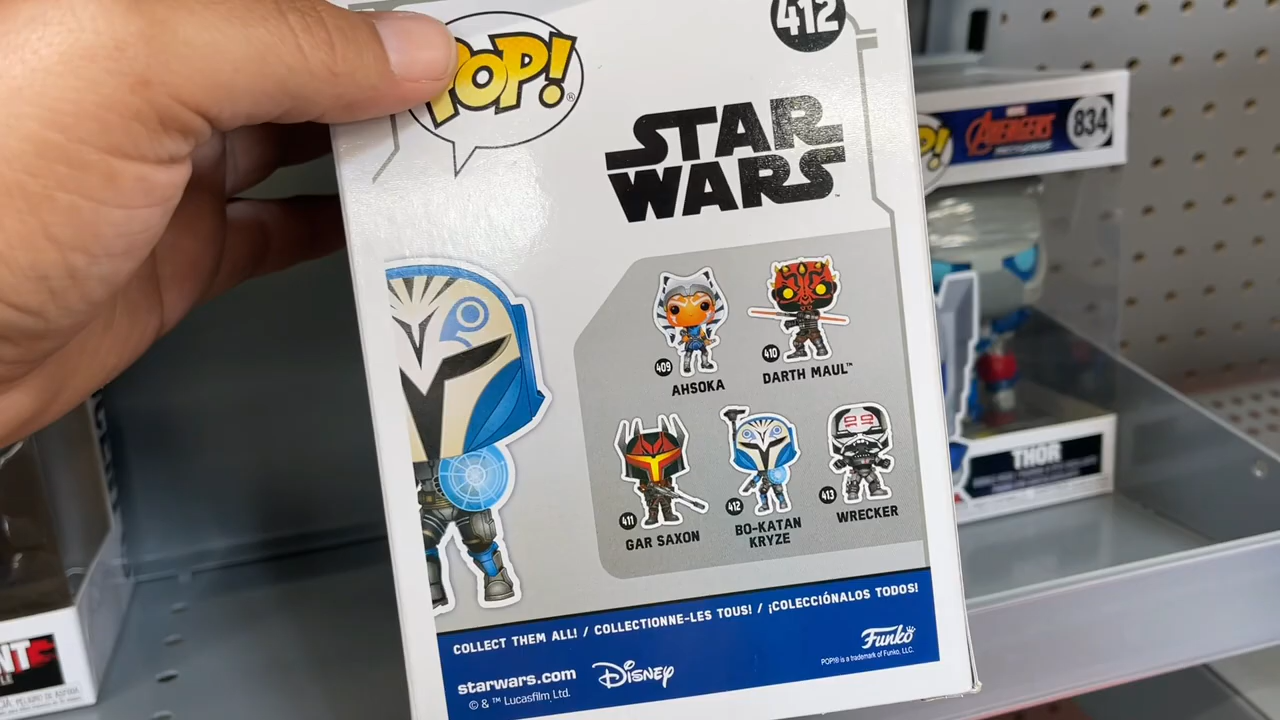 POP!®
412
STAR
WARS™
409
AHSOKA
410
DARTH MAUL™
411
GAR SAXON
412
BO-KATAN
KRYZE
413
WRECKER
COLLECT THEM ALL! / COLLECTIONNE-LES TOUS! / ¡COLECCIÓNALOS TODOS!
starwars.com
Disney
© & ™ Lucasfilm Ltd.
Funko
POP!® is a trademark of Funko, LLC.
MARVEL
AVENGERS
834
THOR